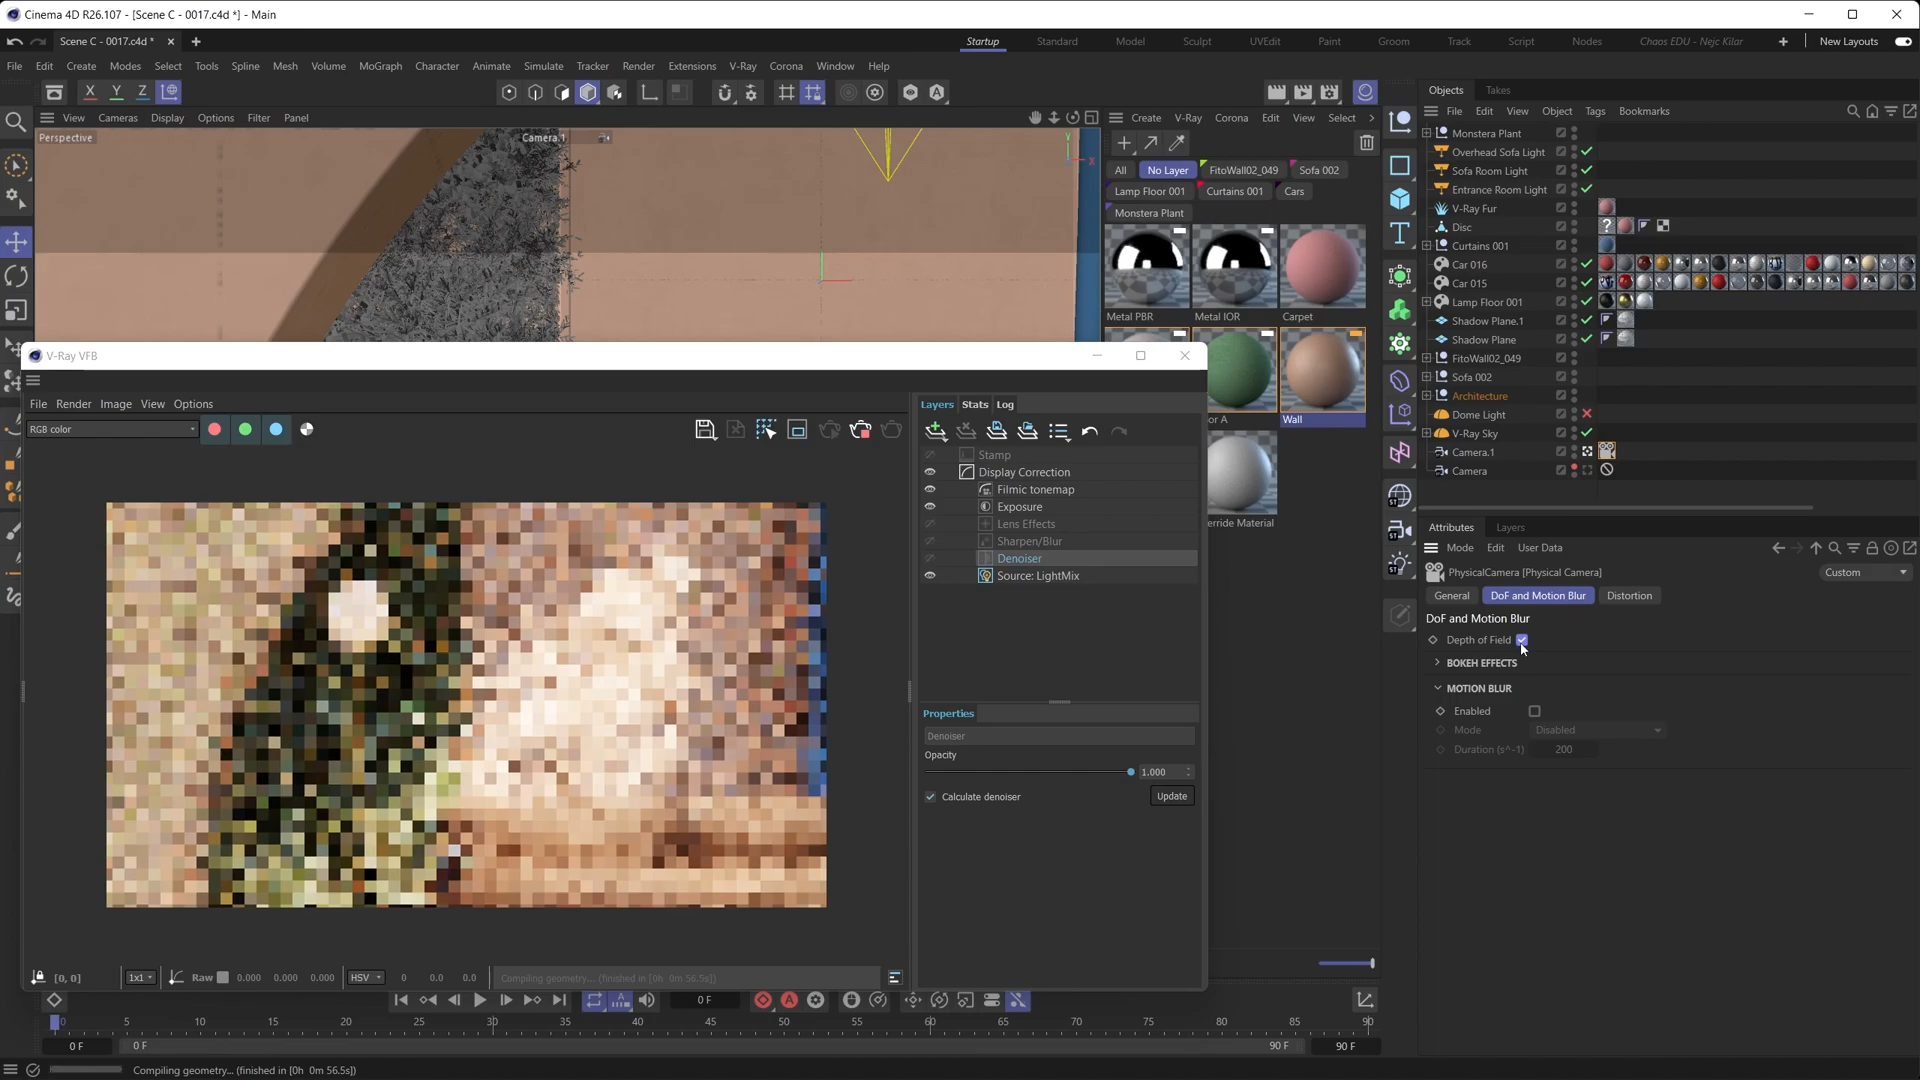 Cinema 4D R26.107 - [Scene C - 0017.c4d *] - Main
Scene C - 0017.c4d *
Startup Standard Model Sculpt UVEdit Paint Groom Track Script Nodes Chaos EDU - Nejc Kilar New Layouts
File Edit Create Modes Select Tools Spline Mesh Volume MoGraph Character Animate Simulate Tracker Render Extensions V-Ray Corona Window Help
X Y Z
View Cameras Display Options Filter Panel
Perspective Camera.1
Create V-Ray Corona Edit View Select
All No Layer FitoWall02_049 Sofa 002
Lamp Floor 001 Curtains 001 Cars
Monstera Plant
Metal PBR Metal IOR Carpet
or A Wall
erride Material
Objects Takes
File Edit View Object Tags Bookmarks
Monstera Plant
Overhead Sofa Light
Sofa Room Light
Entrance Room Light
V-Ray Fur
Disc
Curtains 001
Car 016
Car 015
Lamp Floor 001
Shadow Plane.1
Shadow Plane
FitoWall02_049
Sofa 002
Architecture
Dome Light
V-Ray Sky
Camera.1
Camera
Attributes Layers
Mode Edit User Data
PhysicalCamera [Physical Camera] Custom
General DoF and Motion Blur Distortion
DoF and Motion Blur
Depth of Field
BOKEH EFFECTS
MOTION BLUR
Enabled
Mode Disabled
Duration (s^-1) 200
V-Ray VFB
File Render Image View Options
RGB color
Layers Stats Log
Stamp
Display Correction
Filmic tonemap
Exposure
Lens Effects
Sharpen/Blur
Denoiser
Source: LightMix
Properties
Denoiser
Opacity
1.000
Calculate denoiser Update
[0, 0] 1x1 Raw 0.000 0.000 0.000 HSV 0 0.0 0.0 Compiling geometry... (finished in [0h 0m 56.5s])
0 F
0 5 10 15 20 25 30 35 40 45 50 55 60 65 70 75 80 85 90
0 F 0 F 90 F 90 F
Compiling geometry... (finished in [0h 0m 56.5s])